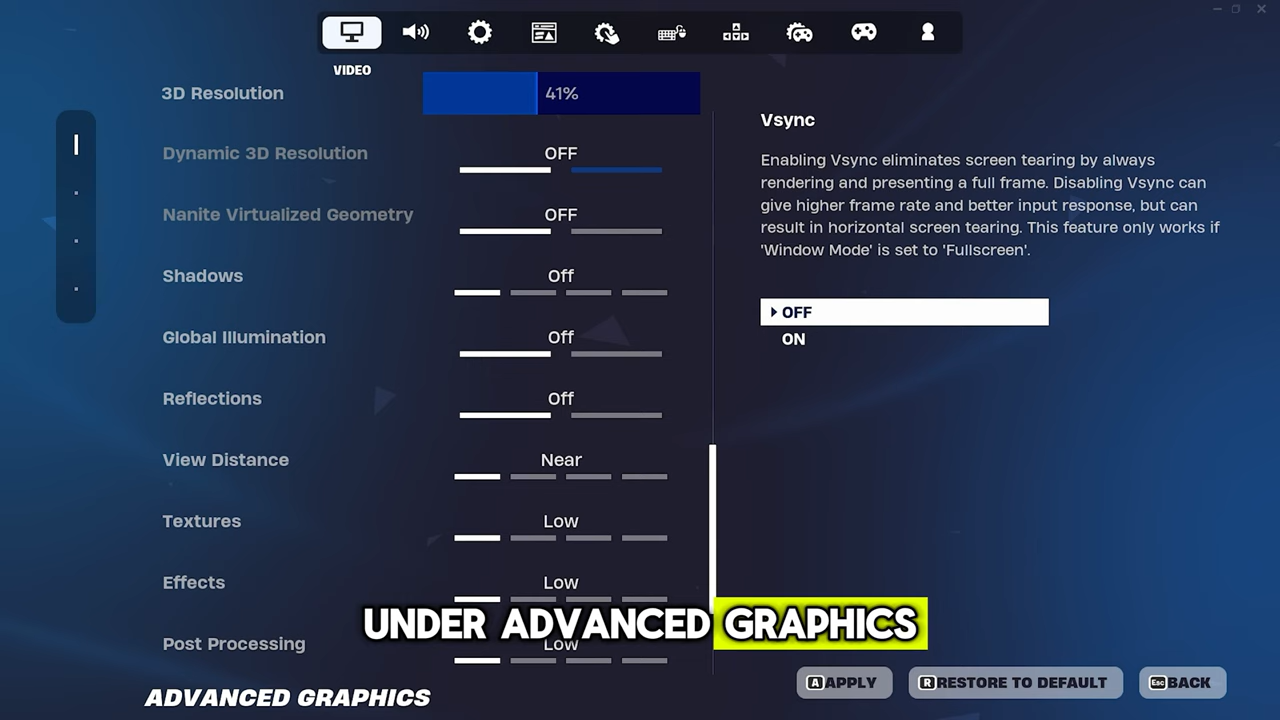 VIDEO
3D Resolution 41%
Dynamic 3D Resolution OFF
Nanite Virtualized Geometry OFF
Shadows Off
Global Illumination Off
Reflections Off
View Distance Near
Textures Low
Effects Low
Post Processing Low
Vsync
Enabling Vsync eliminates screen tearing by always
rendering and presenting a full frame. Disabling Vsync can
give higher frame rate and better input response, but can
result in horizontal screen tearing. This feature only works if
'Window Mode' is set to 'Fullscreen'.
OFF
ON
UNDER ADVANCED GRAPHICS
ADVANCED GRAPHICS
A APPLY
R RESTORE TO DEFAULT
Esc BACK